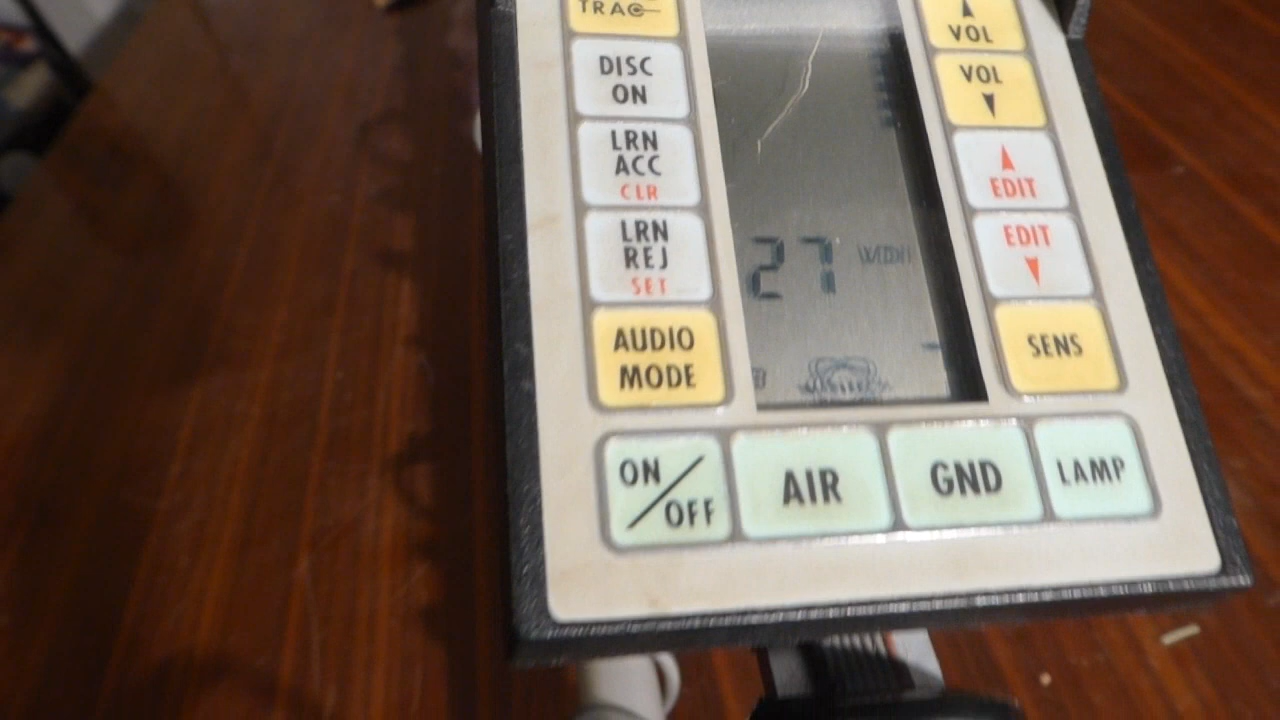 TRAC
VOL
DISC
ON
VOL
LRN
ACC
CLR
EDIT
LRN
REJ
SET
27
EDIT
AUDIO
MODE
SENS
ON/OFF
AIR
GND
LAMP